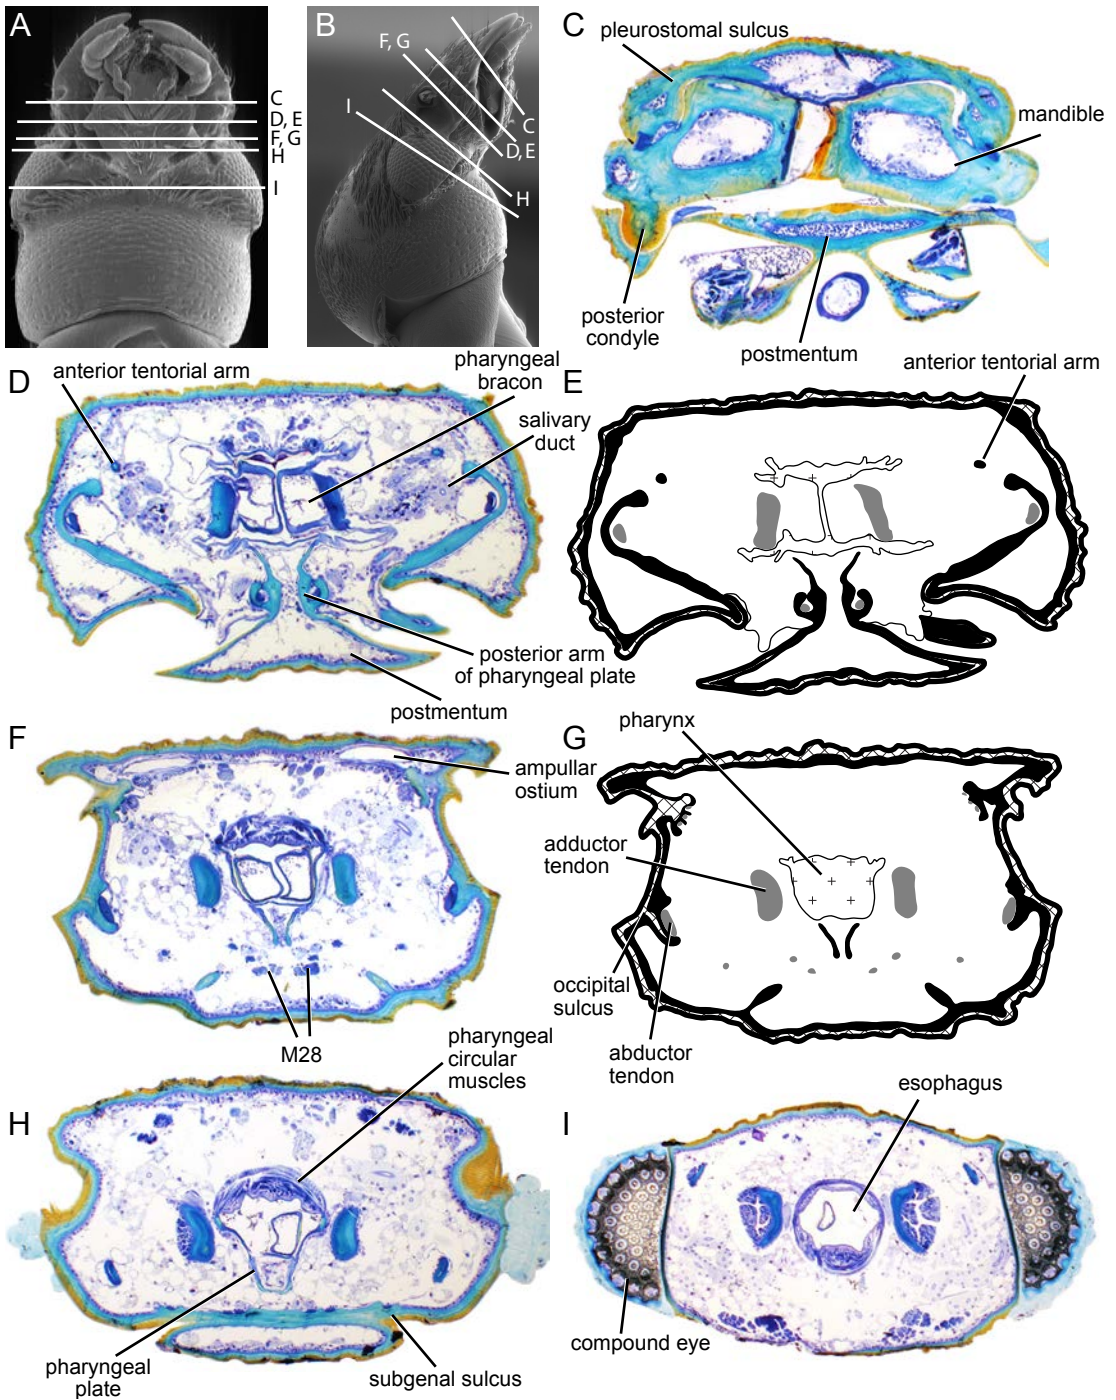 A
C
D, E
F, G
H
I
B
F, G
I
C
D, E
H
C
pleurostomal sulcus
mandible
posterior
condyle
postmentum
D
anterior tentorial arm
pharyngeal
bracon
salivary
duct
posterior arm
of pharyngeal plate
postmentum
E
anterior tentorial arm
F
ampullar
ostium
M28
G
pharynx
adductor
tendon
occipital
sulcus
abductor
tendon
H
pharyngeal
circular
muscles
pharyngeal
plate
subgenal sulcus
I
esophagus
compound eye